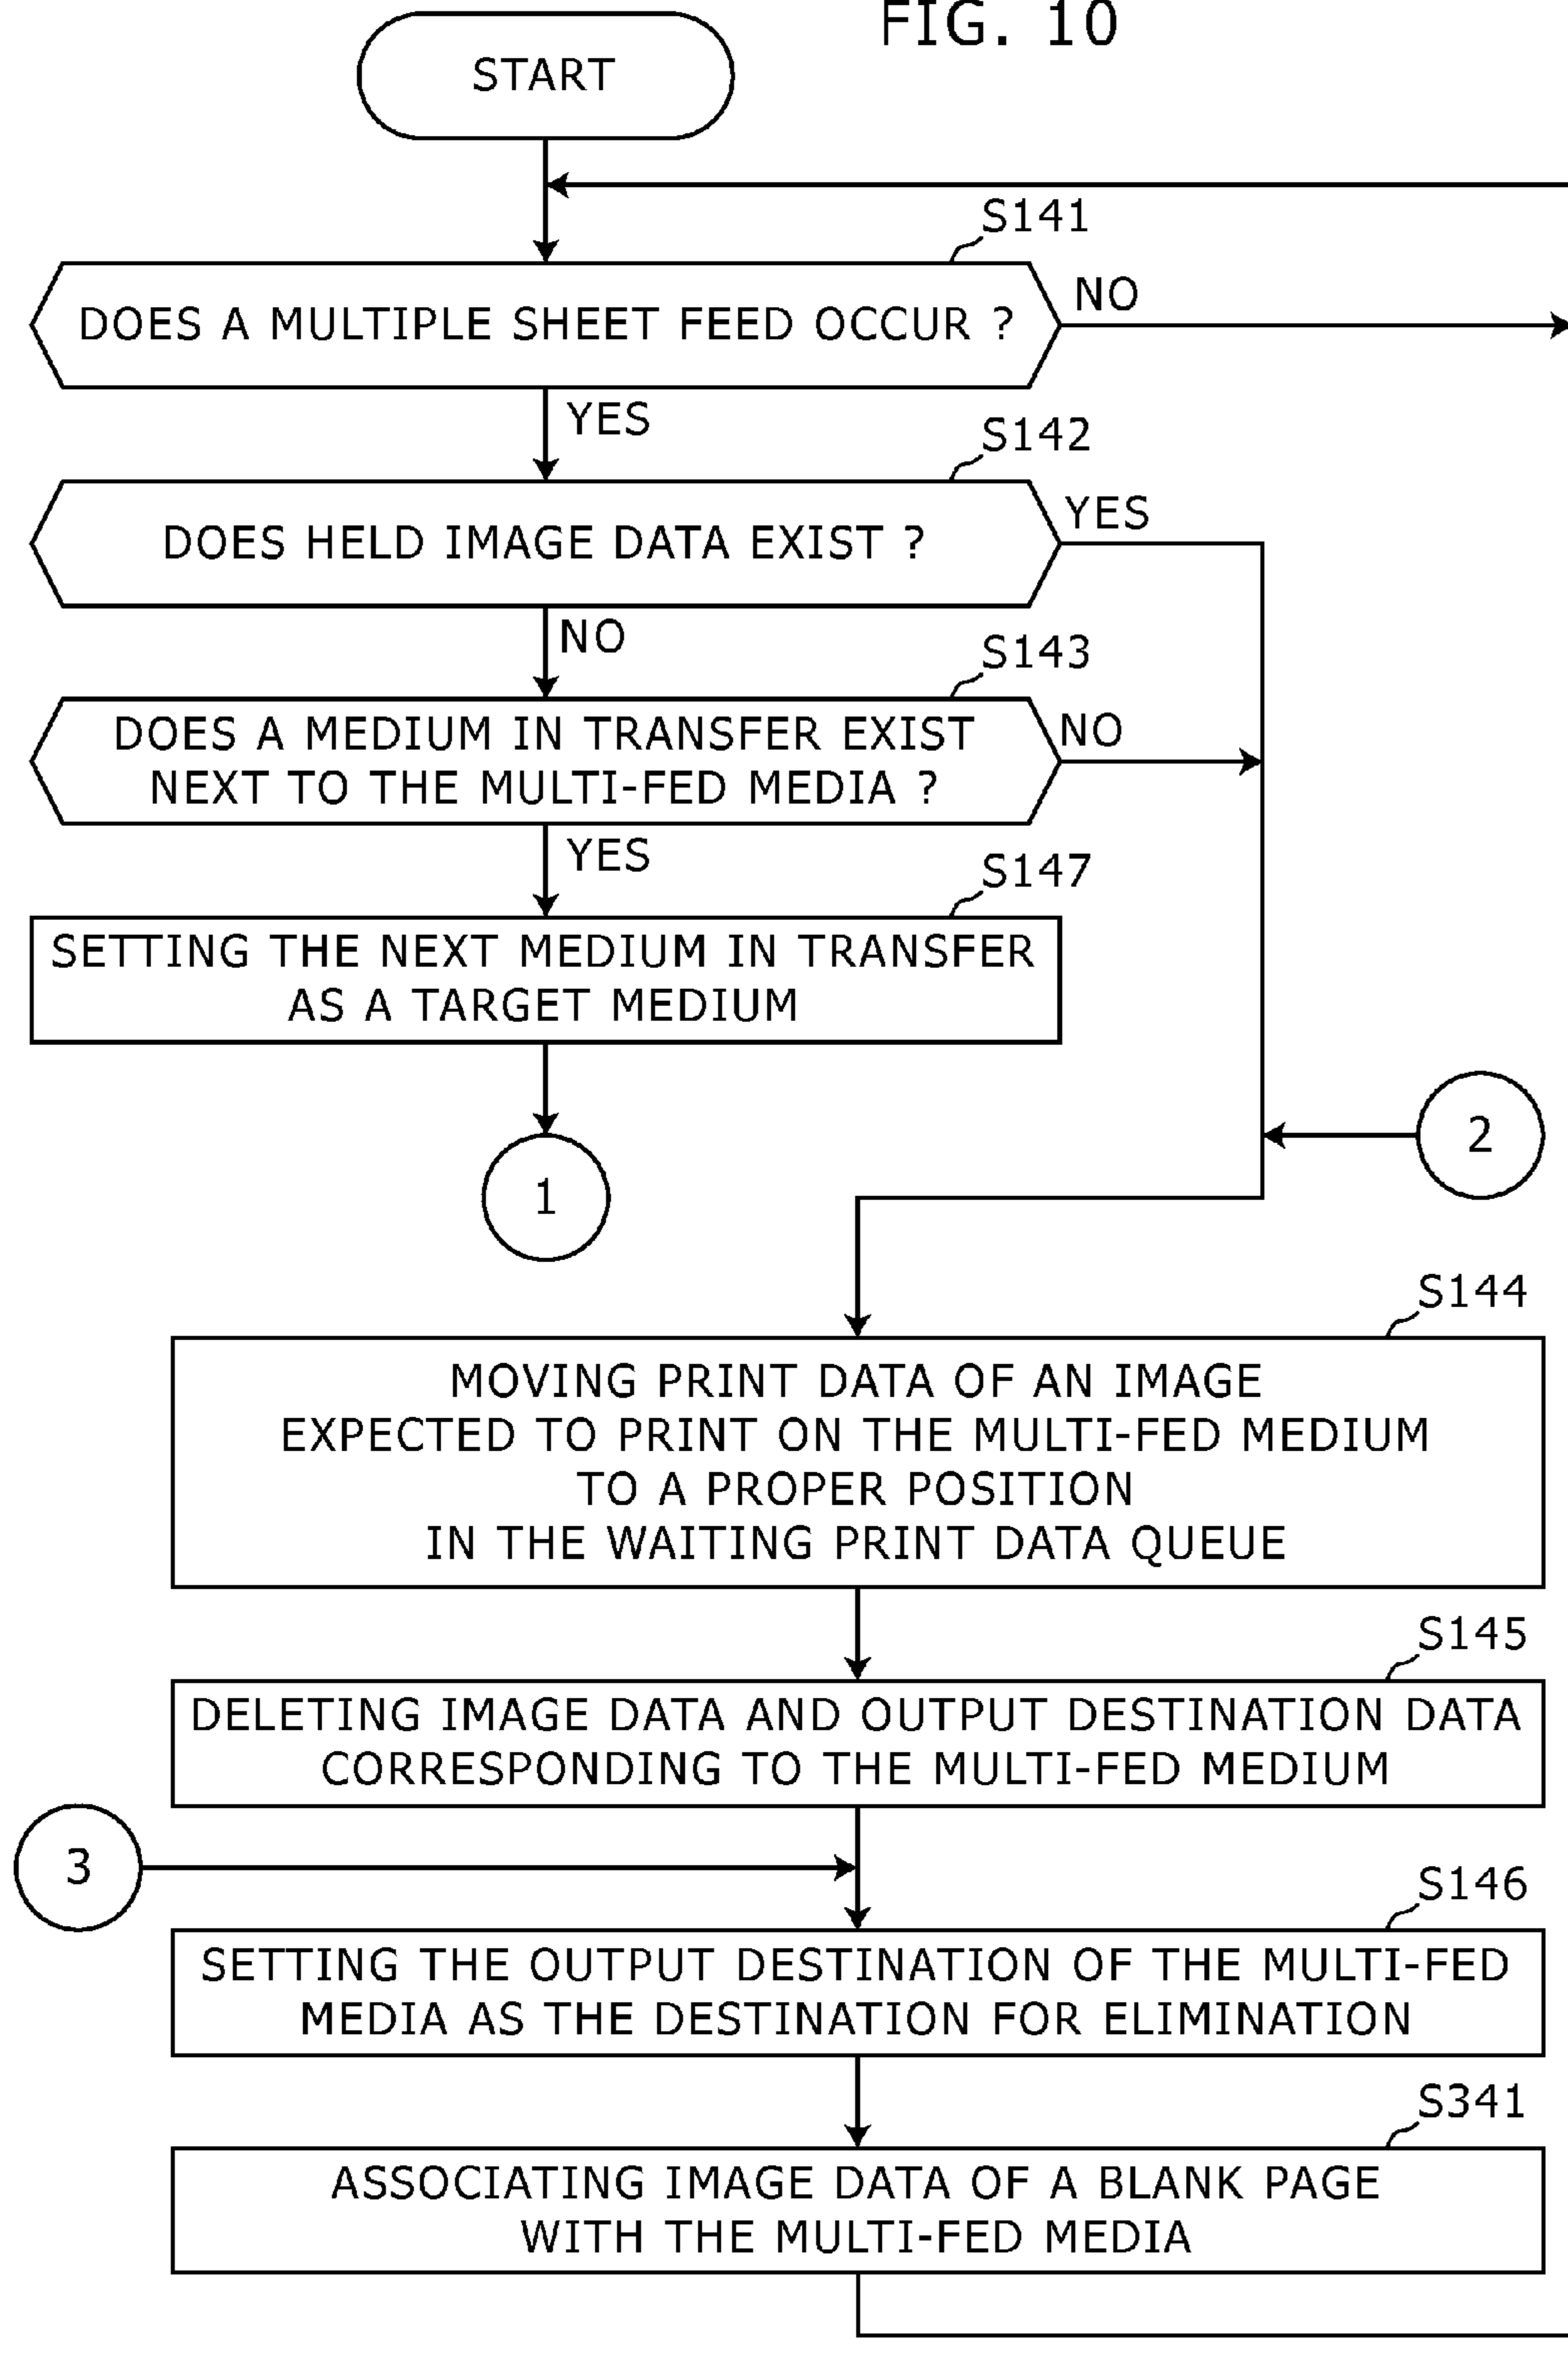 FIG. 10
START
S141
DOES A MULTIPLE SHEET FEED OCCUR ?
NO
YES
S142
DOES HELD IMAGE DATA EXIST ?
YES
NO
S143
DOES A MEDIUM IN TRANSFER EXIST
NEXT TO THE MULTI-FED MEDIA ?
NO
YES
S147
SETTING THE NEXT MEDIUM IN TRANSFER
AS A TARGET MEDIUM
2
1
S144
MOVING PRINT DATA OF AN IMAGE
EXPECTED TO PRINT ON THE MULTI-FED MEDIUM
TO A PROPER POSITION
IN THE WAITING PRINT DATA QUEUE
S145
DELETING IMAGE DATA AND OUTPUT DESTINATION DATA
CORRESPONDING TO THE MULTI-FED MEDIUM
3
S146
SETTING THE OUTPUT DESTINATION OF THE MULTI-FED
MEDIA AS THE DESTINATION FOR ELIMINATION
S341
ASSOCIATING IMAGE DATA OF A BLANK PAGE
WITH THE MULTI-FED MEDIA